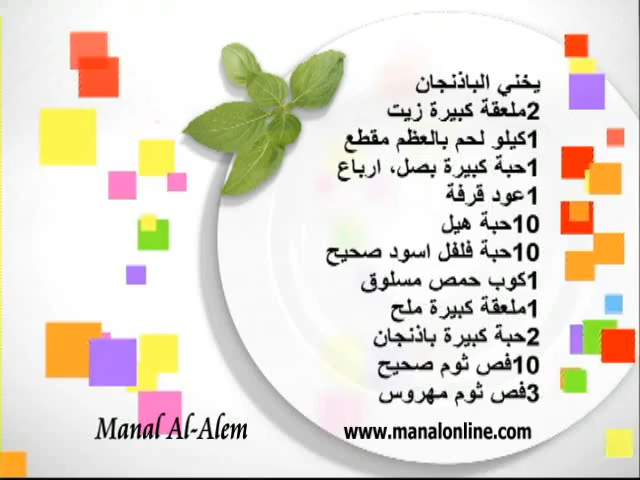 يخني الباذنجان
2ملعقة كبيرة زيت
1كيلو لحم بالعظم مقطع
1حبة كبيرة بصل، ارباع
1عود قرفة
10حبة هيل
10حبة فلفل اسود صحيح
1كوب حمص مسلوق
1ملعقة كبيرة ملح
2حبة كبيرة باذنجان
10فص ثوم صحيح
3فص ثوم مهروس
Manal Al-Alem
www.manalonline.com